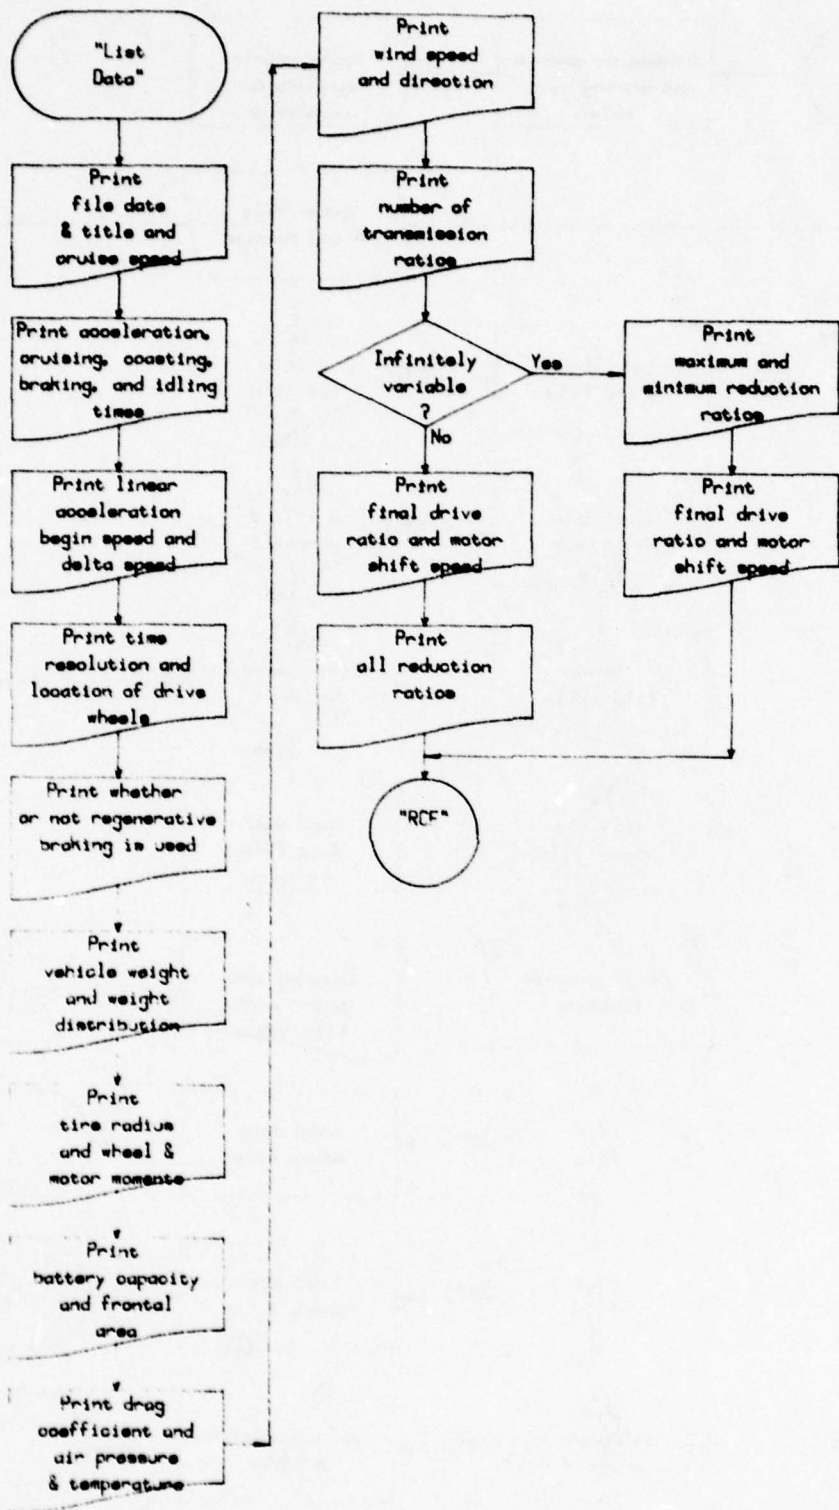 "List
Data"
Print
file date
& title and
cruise speed
Print acceleration,
cruising, coasting,
braking, and idling
times
Print linear
acceleration
begin speed and
delta speed
Print time
resolution and
location of drive
wheels
Print whether
or not regenerative
braking is used
Print
vehicle weight
and weight
distribution
Print
tire radius
and wheel &
motor moments
Print
battery capacity
and frontal
area
Print drag
coefficient and
air pressure
& temperature
Print
wind speed
and direction
Print
number of
transmission
ratios
Infinitely
variable
?
Yes
No
Print
final drive
ratio and motor
shift speed
Print
all reduction
ratios
"RCF"
Print
maximum and
minimum reduction
ratios
Print
final drive
ratio and motor
shift speed